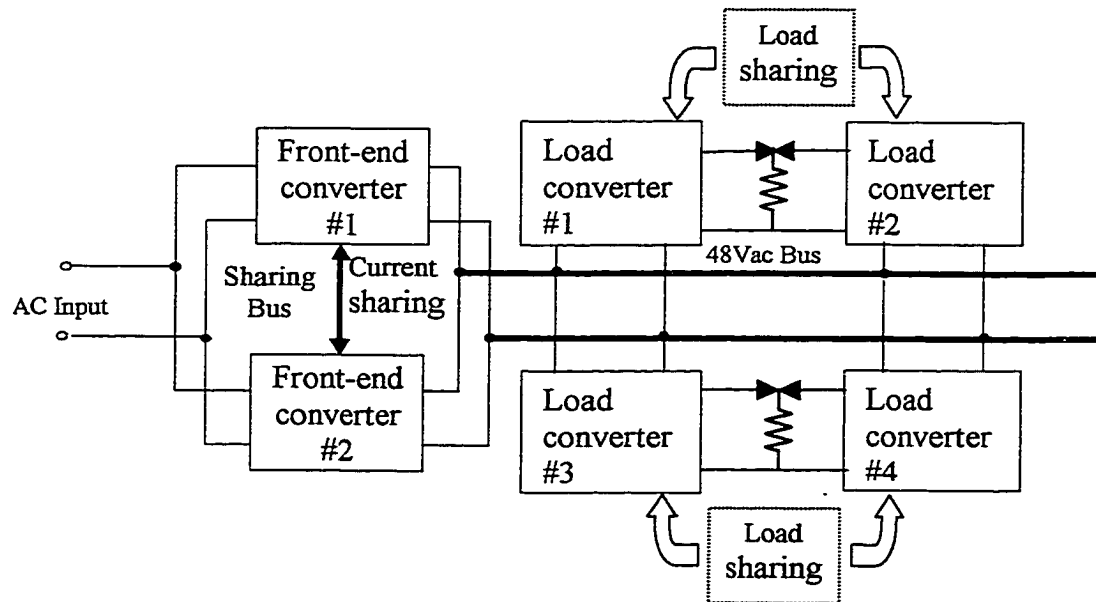 Load
sharing
Front-end
converter
#1
Load
converter
#1
Load
converter
#2
48Vac Bus
Sharing
Bus
Current
sharing
AC Input
Front-end
converter
#2
Load
converter
#3
Load
converter
#4
Load
sharing